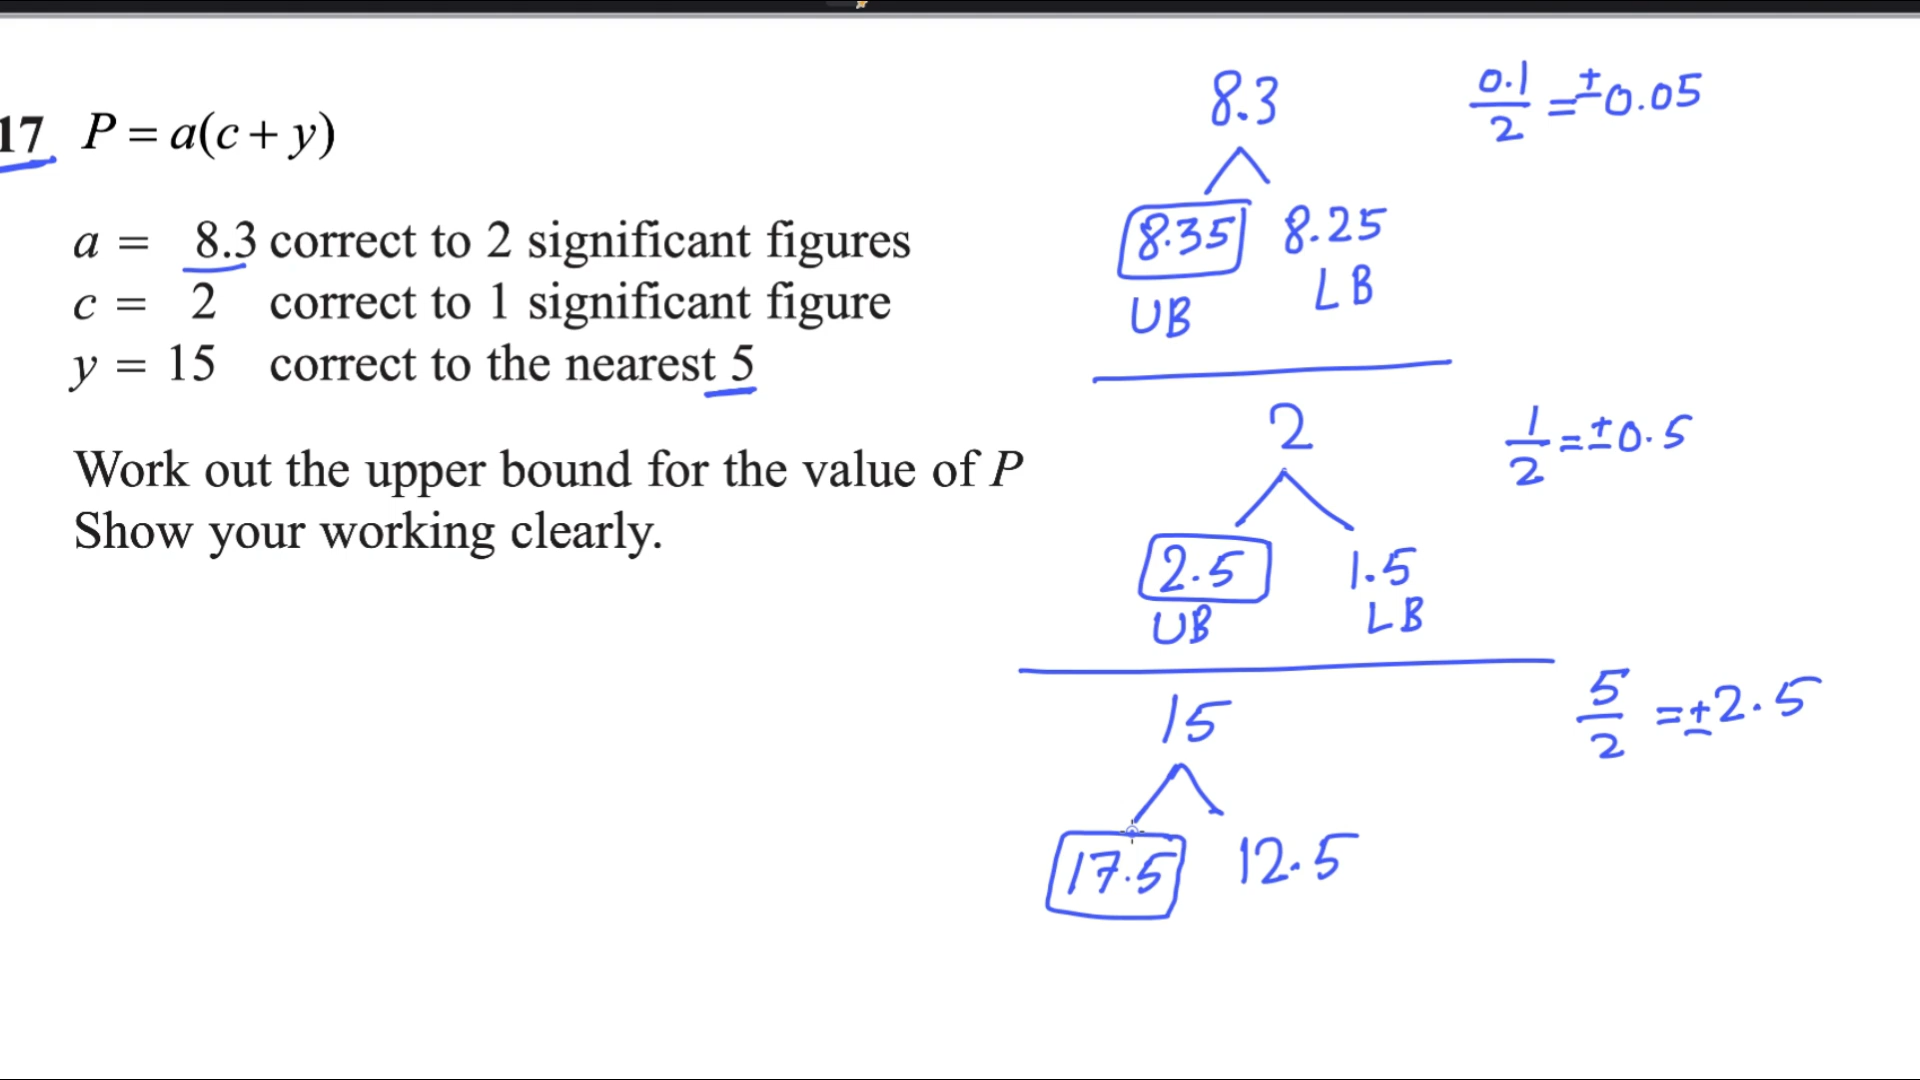 17 P = a(c + y)
a = 8.3 correct to 2 significant figures
c = 2 correct to 1 significant figure
y = 15 correct to the nearest 5
Work out the upper bound for the value of P
Show your working clearly.
8.3
0.1/2 = ±0.05
8.35 8.25
UB LB
2
1/2 = ±0.5
2.5 1.5
UB LB
15
5/2 = ±2.5
17.5 12.5